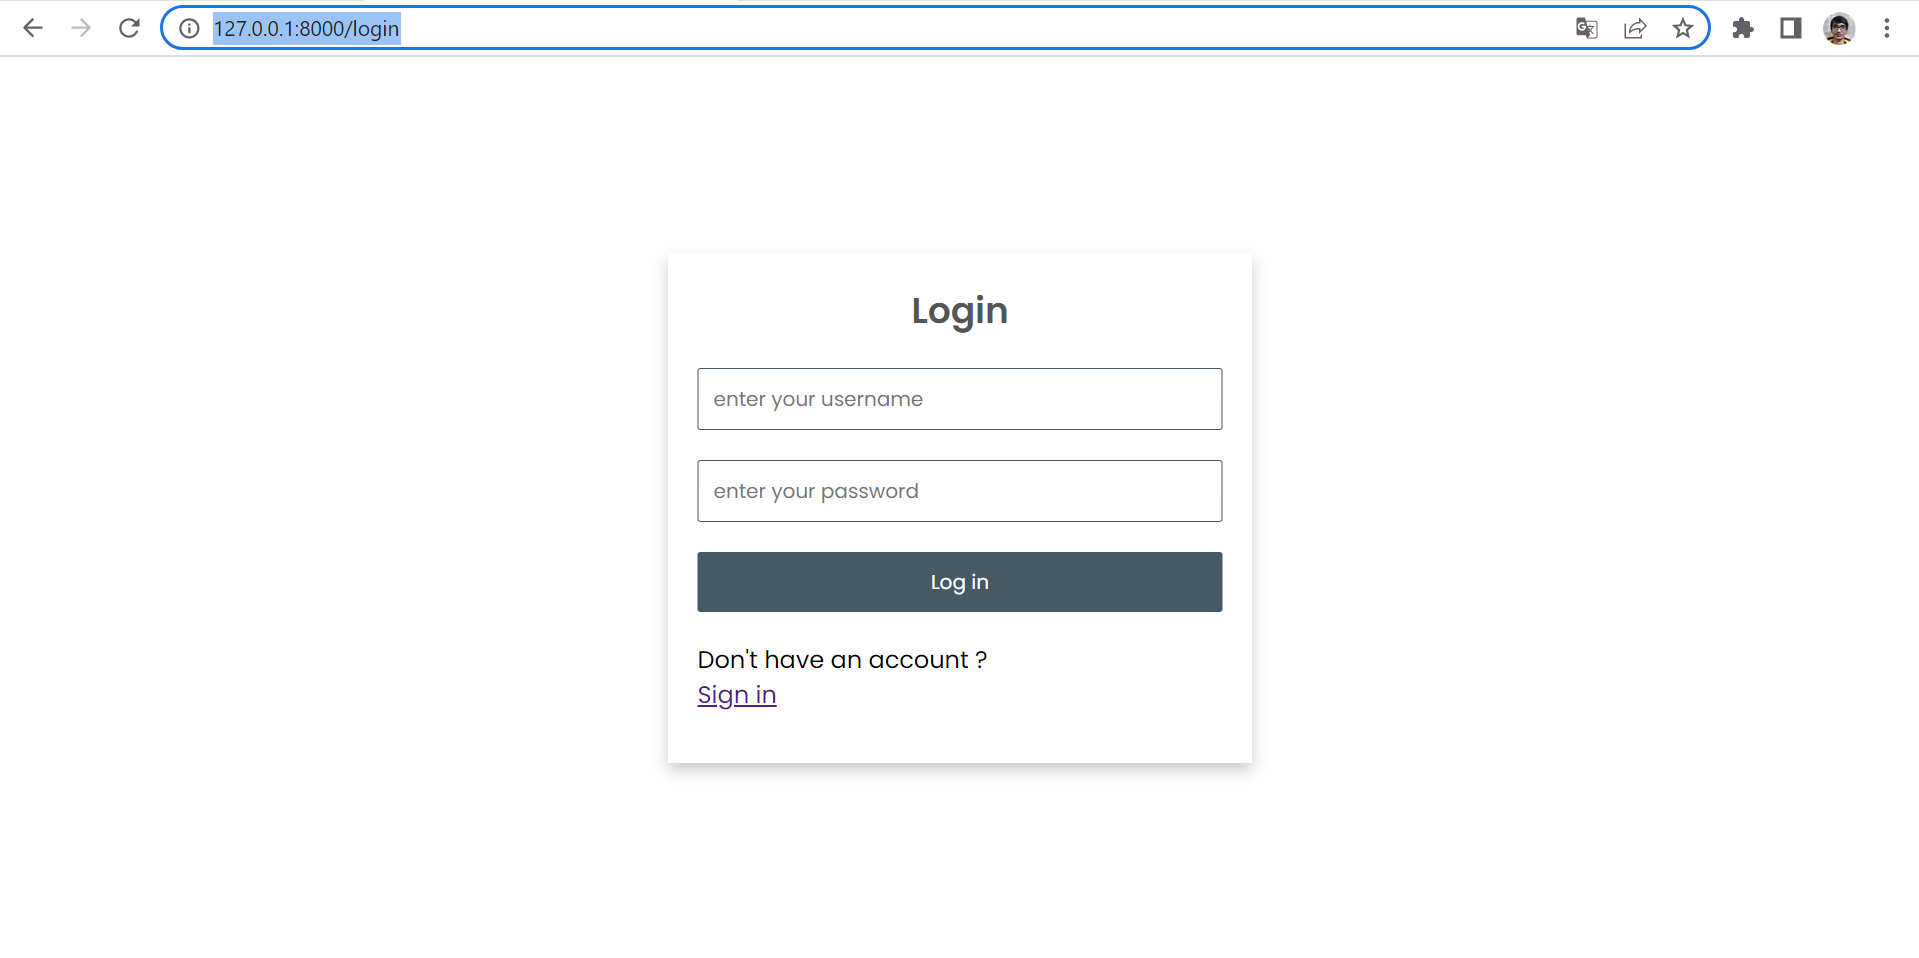 127.0.0.1:8000/login
Login
enter your username
enter your password
Log in
Don't have an account ?
Sign in